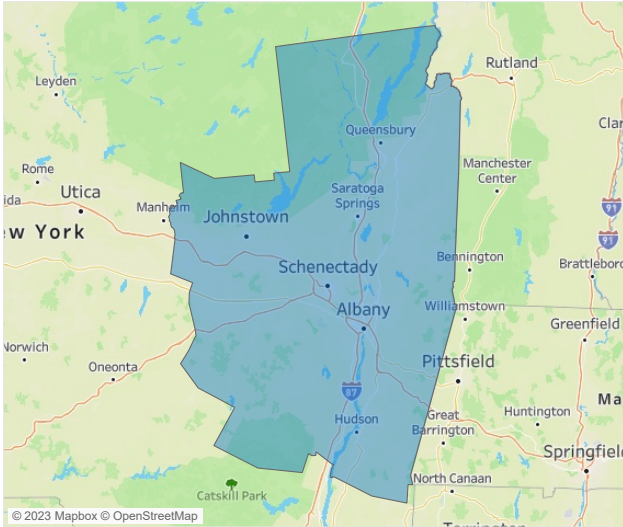 Rutland
Leyden
Clar
Queensbury
Rome
Manchester
Center
ida
Utica
Saratoga
Springs
Manheim
Johnstown
91
ew York
91
Bennington
Brattlebor
Schenectady
Williamstown
Albany
Greenfield
Norwich
Oneonta
Pittsfield
87
Ma
Hudson
Great
Barrington
Huntington
Springfiel
North Canaan
Catskill Park
© 2023 Mapbox © OpenStreetMap
Torrington